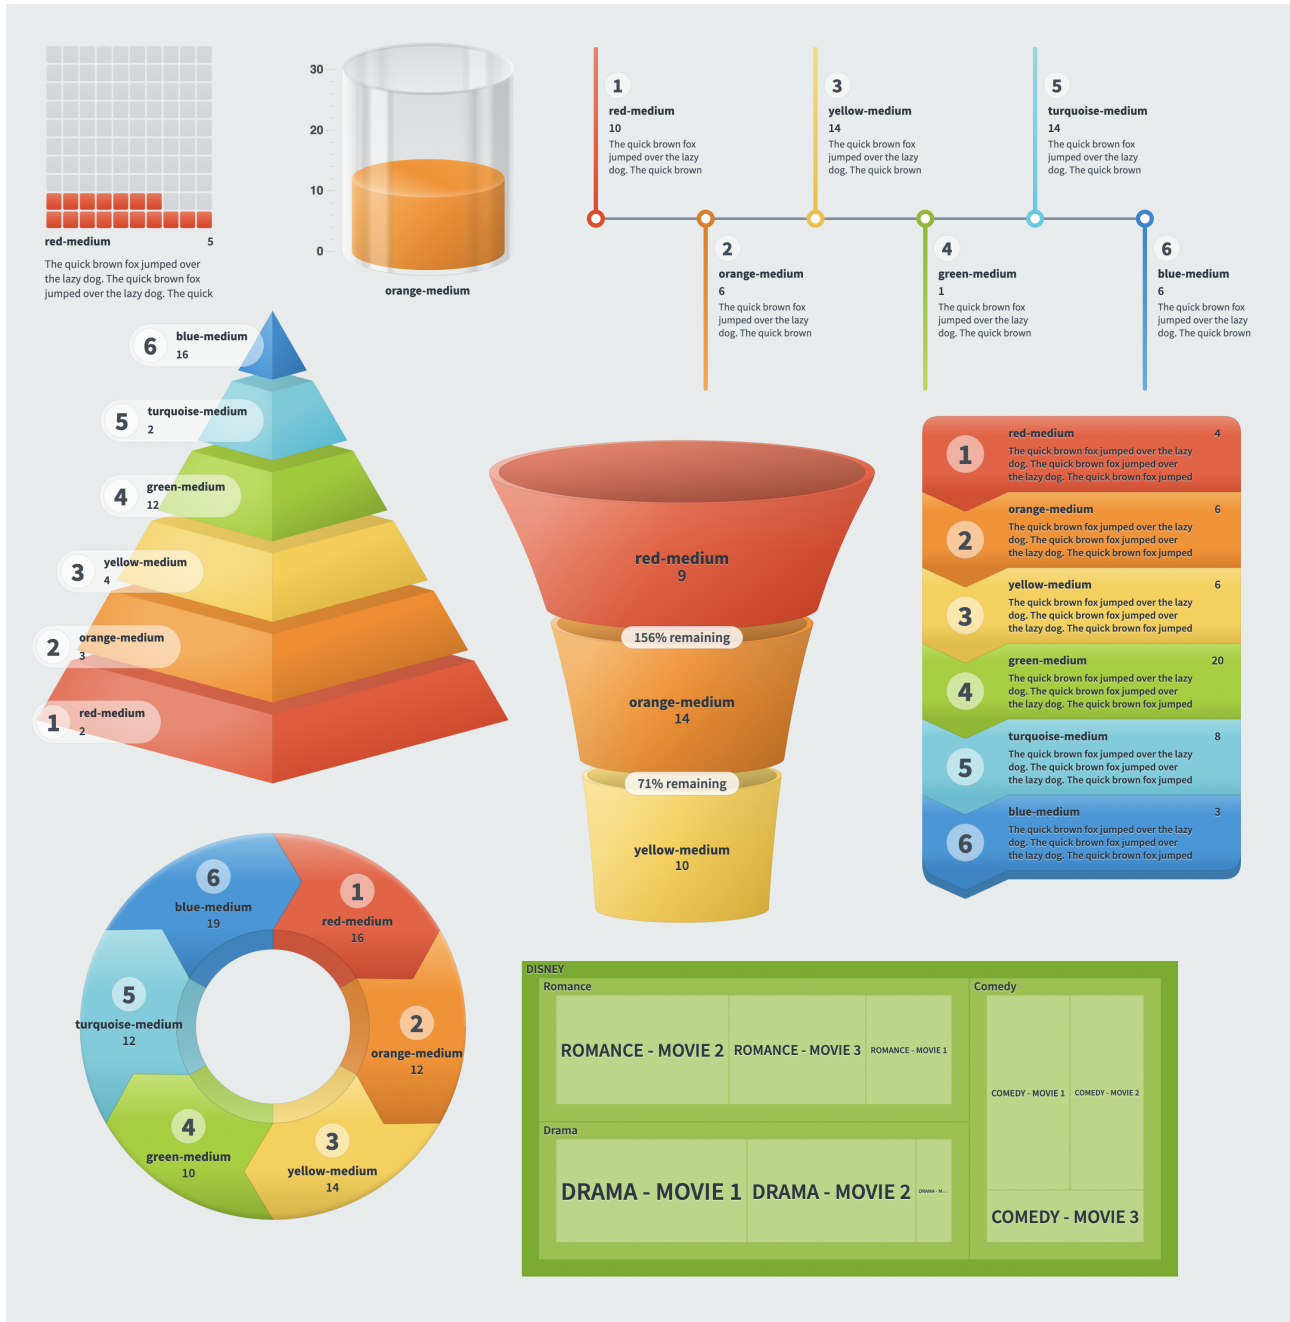 red-medium 5
The quick brown fox jumped over
the lazy dog. The quick brown fox
jumped over the lazy dog. The quick
30
20
10
0
orange-medium
1
red-medium
10
The quick brown fox
jumped over the lazy
dog. The quick brown
3
yellow-medium
14
The quick brown fox
jumped over the lazy
dog. The quick brown
5
turquoise-medium
14
The quick brown fox
jumped over the lazy
dog. The quick brown
2
orange-medium
6
The quick brown fox
jumped over the lazy
dog. The quick brown
4
green-medium
1
The quick brown fox
jumped over the lazy
dog. The quick brown
6
blue-medium
6
The quick brown fox
jumped over the lazy
dog. The quick brown
6
blue-medium
16
5
turquoise-medium
2
4
green-medium
12
3
yellow-medium
4
2
orange-medium
3
1
red-medium
2
red-medium
9
156% remaining
orange-medium
14
71% remaining
yellow-medium
10
1
red-medium 4
The quick brown fox jumped over the lazy
dog. The quick brown fox jumped over
the lazy dog. The quick brown fox jumped
2
orange-medium 6
The quick brown fox jumped over the lazy
dog. The quick brown fox jumped over
the lazy dog. The quick brown fox jumped
3
yellow-medium 6
The quick brown fox jumped over the lazy
dog. The quick brown fox jumped over
the lazy dog. The quick brown fox jumped
4
green-medium 20
The quick brown fox jumped over the lazy
dog. The quick brown fox jumped over
the lazy dog. The quick brown fox jumped
5
turquoise-medium 8
The quick brown fox jumped over the lazy
dog. The quick brown fox jumped over
the lazy dog. The quick brown fox jumped
6
blue-medium 3
The quick brown fox jumped over the lazy
dog. The quick brown fox jumped over
the lazy dog. The quick brown fox jumped
6
blue-medium
19
1
red-medium
16
5
turquoise-medium
12
2
orange-medium
12
4
green-medium
10
3
yellow-medium
14
DISNEY
Romance
ROMANCE - MOVIE 2
ROMANCE - MOVIE 3
ROMANCE - MOVIE 1
Comedy
COMEDY - MOVIE 1
COMEDY - MOVIE 2
COMEDY - MOVIE 3
Drama
DRAMA - MOVIE 1
DRAMA - MOVIE 2
DRAMA - M...